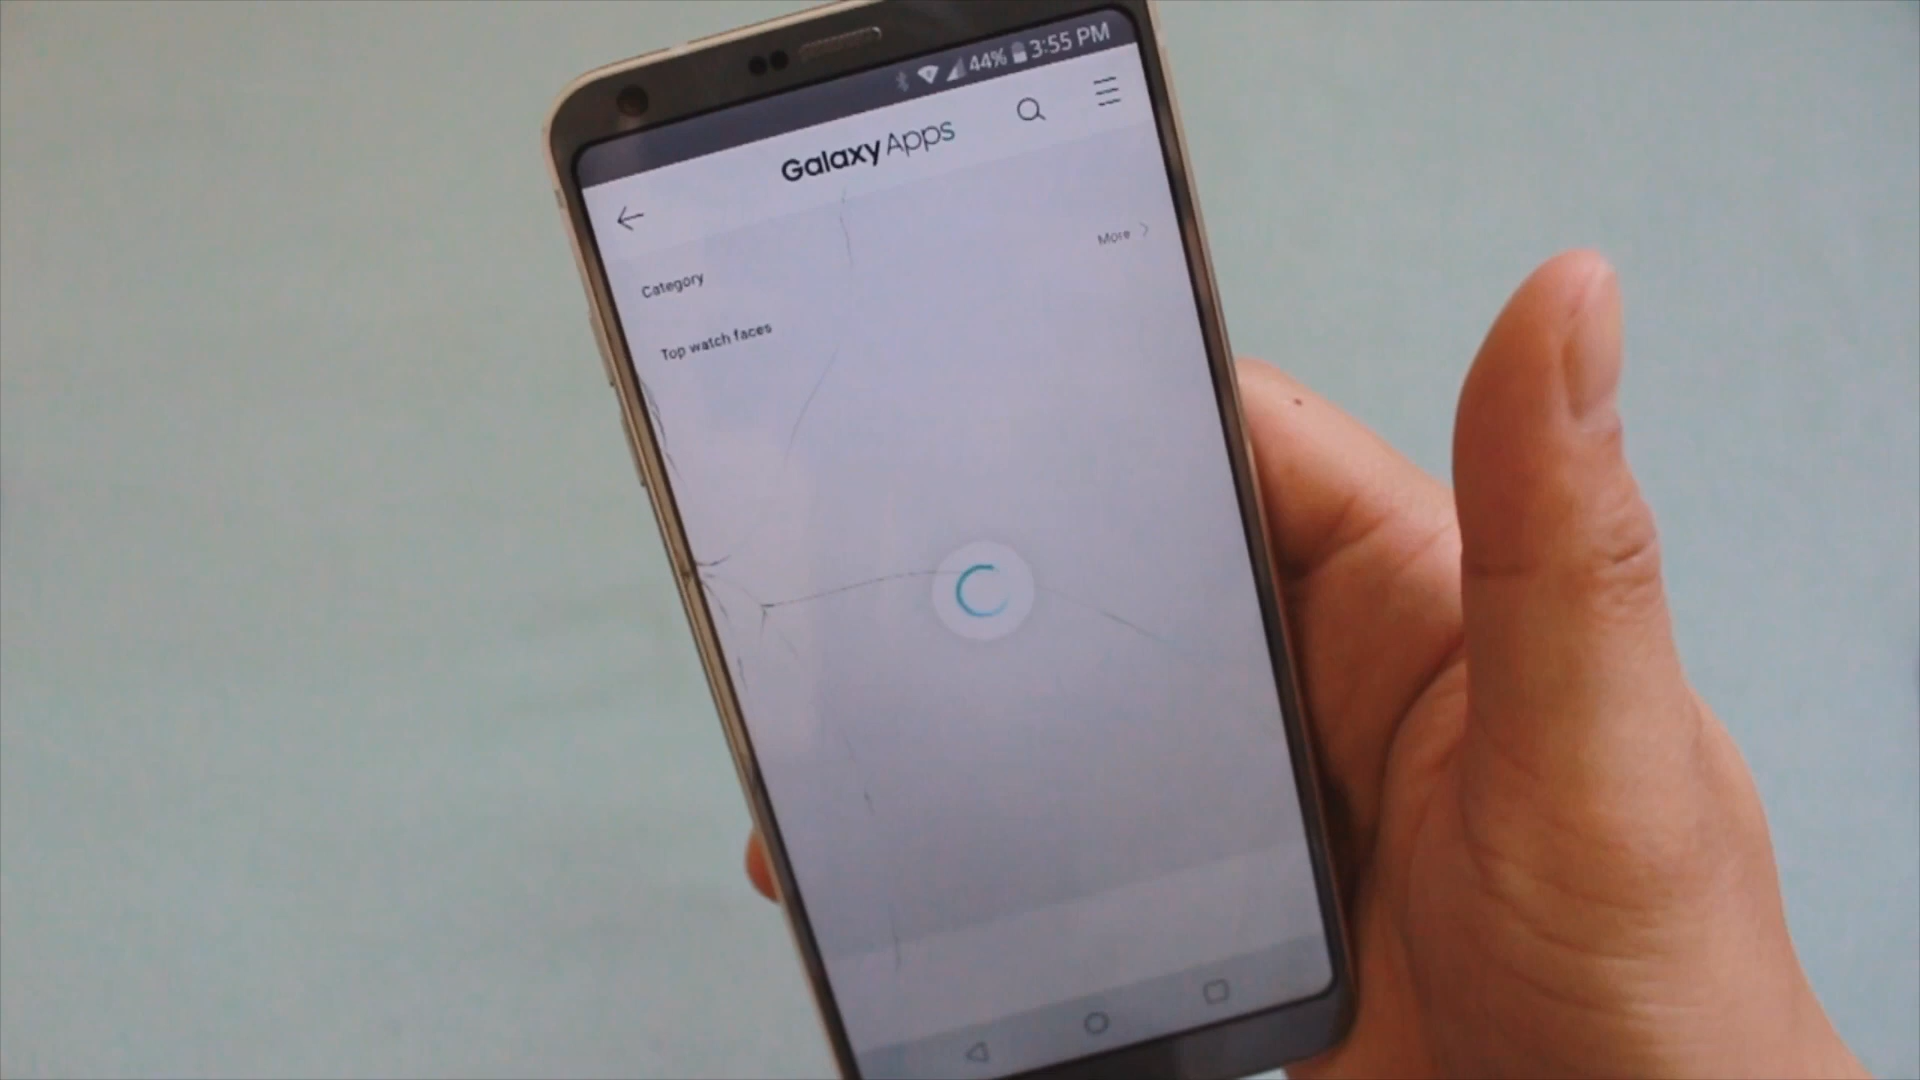 44% 3:55 PM
Galaxy Apps
More
Category
Top watch faces